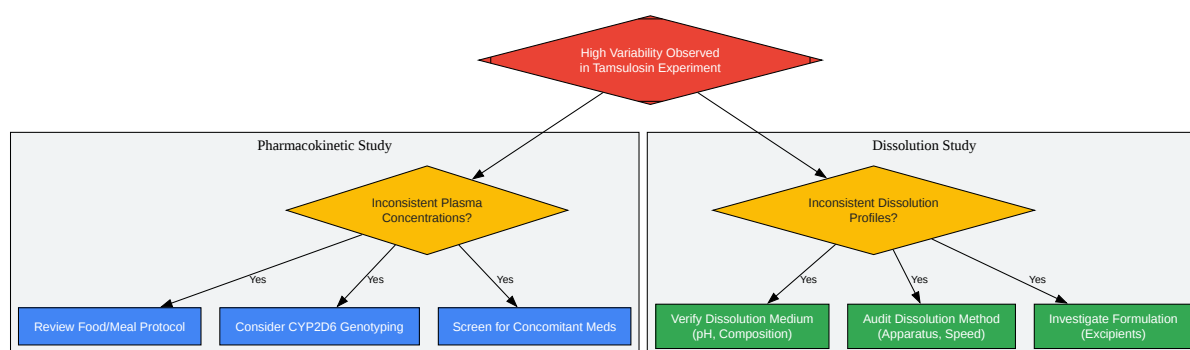 High Variability Observed
in Tamsulosin Experiment
Pharmacokinetic Study
Inconsistent Plasma
Concentrations?
Yes
Yes
Yes
Review Food/Meal Protocol
Consider CYP2D6 Genotyping
Screen for Concomitant Meds
Dissolution Study
Inconsistent Dissolution
Profiles?
Yes
Yes
Yes
Verify Dissolution Medium
(pH, Composition)
Audit Dissolution Method
(Apparatus, Speed)
Investigate Formulation
(Excipients)